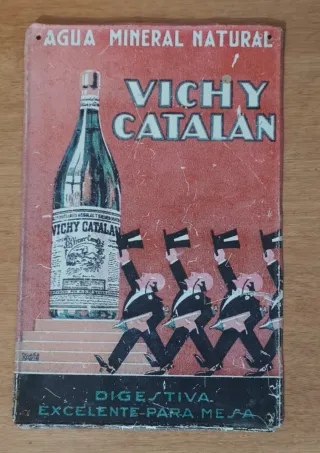 AGUA MINERAL NATURAL
VICHY
CATALAN
VICHY CATALAN
DIGESTIVA
EXCELENTE PARA MESA